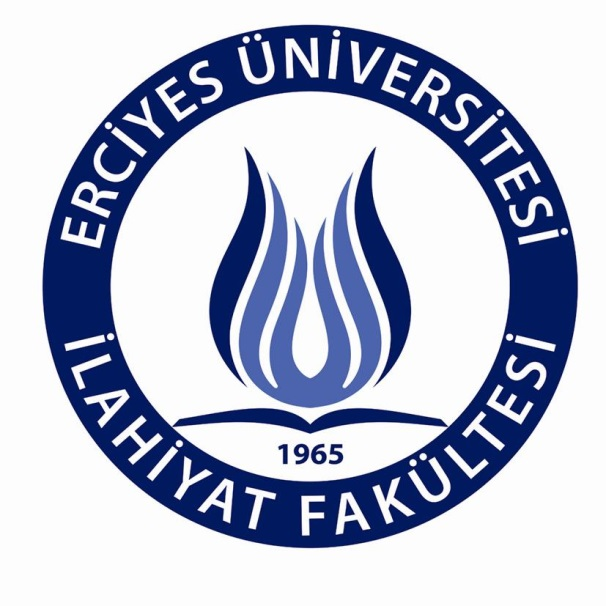 ERCİYES ÜNİVERSİTESİ
1965
İLAHİYAT FAKÜLTESİ